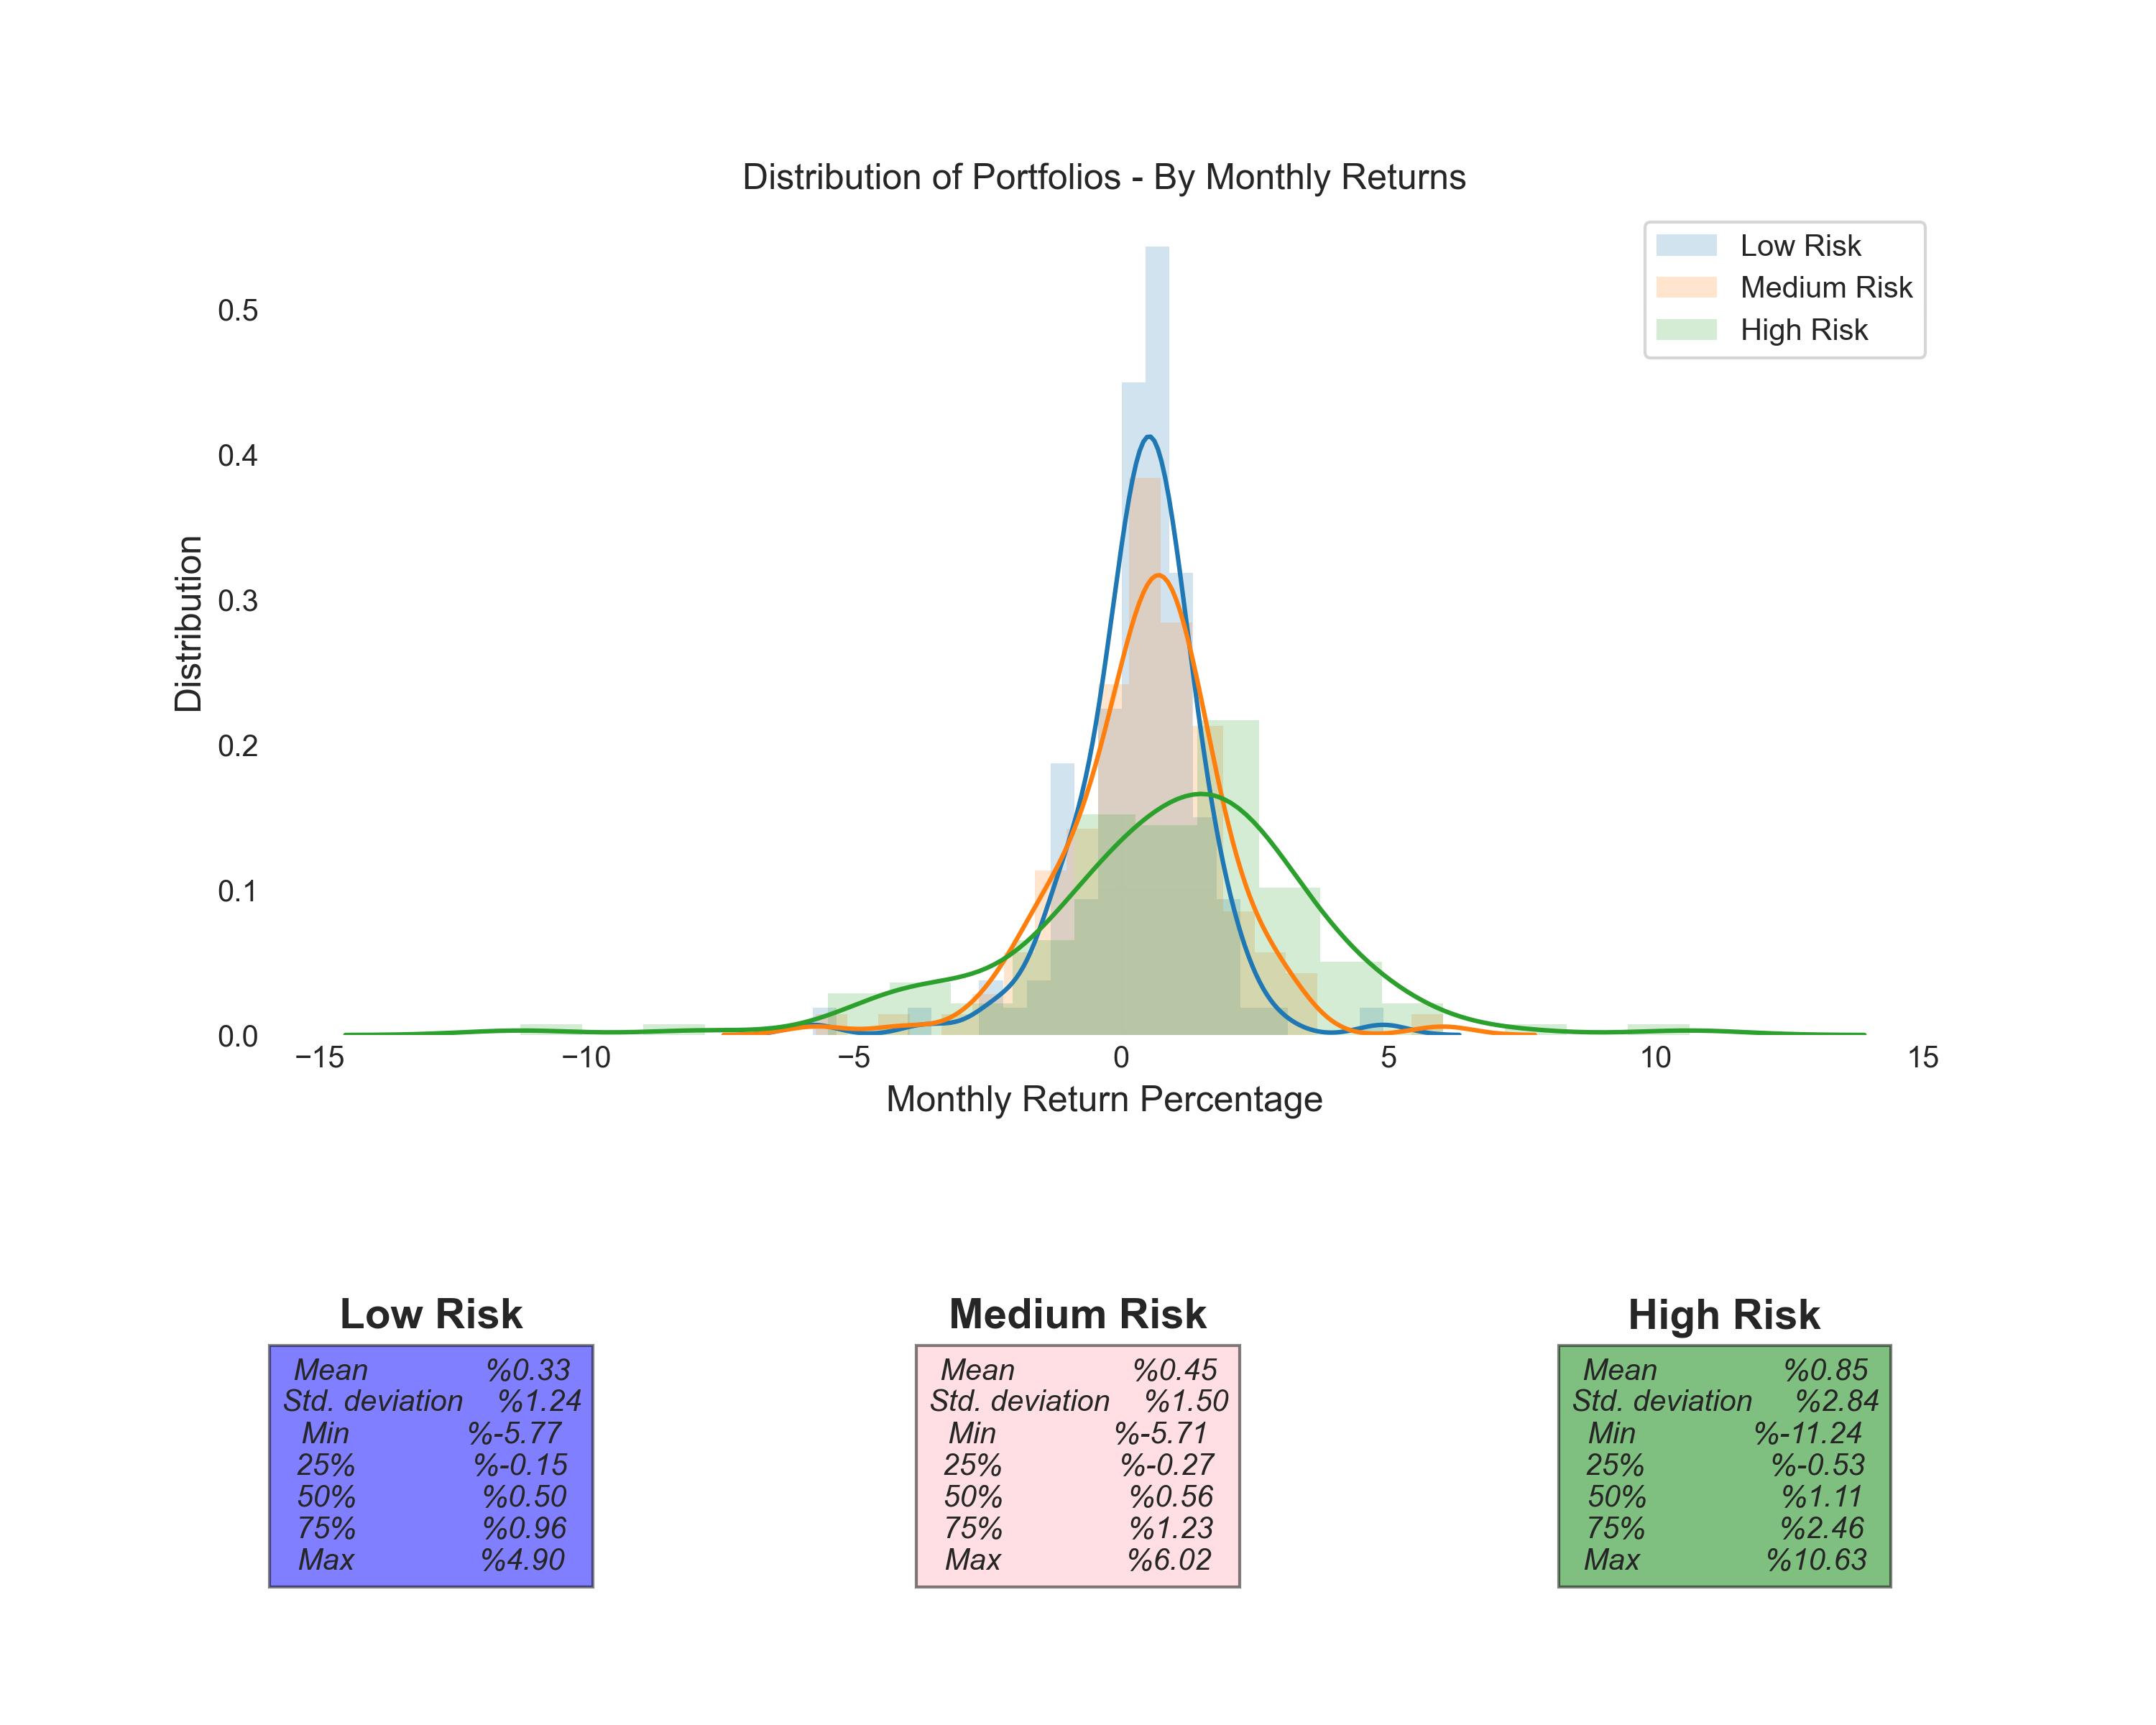 Distribution of Portfolios - By Monthly Returns
Low Risk
Medium Risk
High Risk
0.5
0.4
0.3
0.2
0.1
0.0
Distribution
−15 −10 −5 0 5 10 15
Monthly Return Percentage
Low Risk
Mean %0.33
Std. deviation %1.24
Min %-5.77
25% %-0.15
50% %0.50
75% %0.96
Max %4.90
Medium Risk
Mean %0.45
Std. deviation %1.50
Min %-5.71
25% %-0.27
50% %0.56
75% %1.23
Max %6.02
High Risk
Mean %0.85
Std. deviation %2.84
Min %-11.24
25% %-0.53
50% %1.11
75% %2.46
Max %10.63